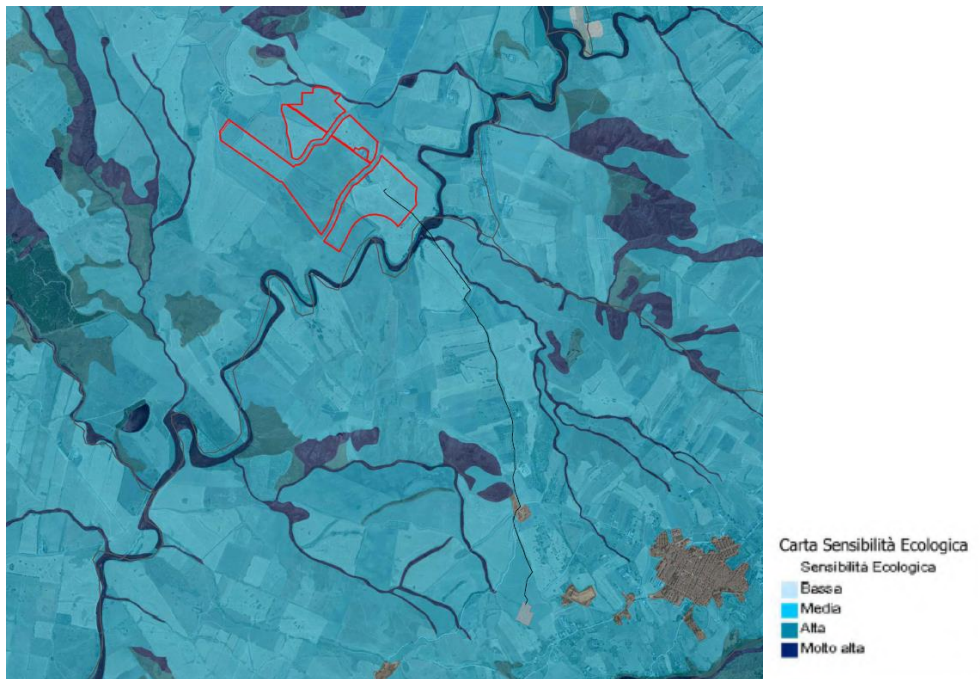 Carta Sensibilità Ecologica
Sensibilità Ecologica
Bassa
Media
Alta
Molto alta